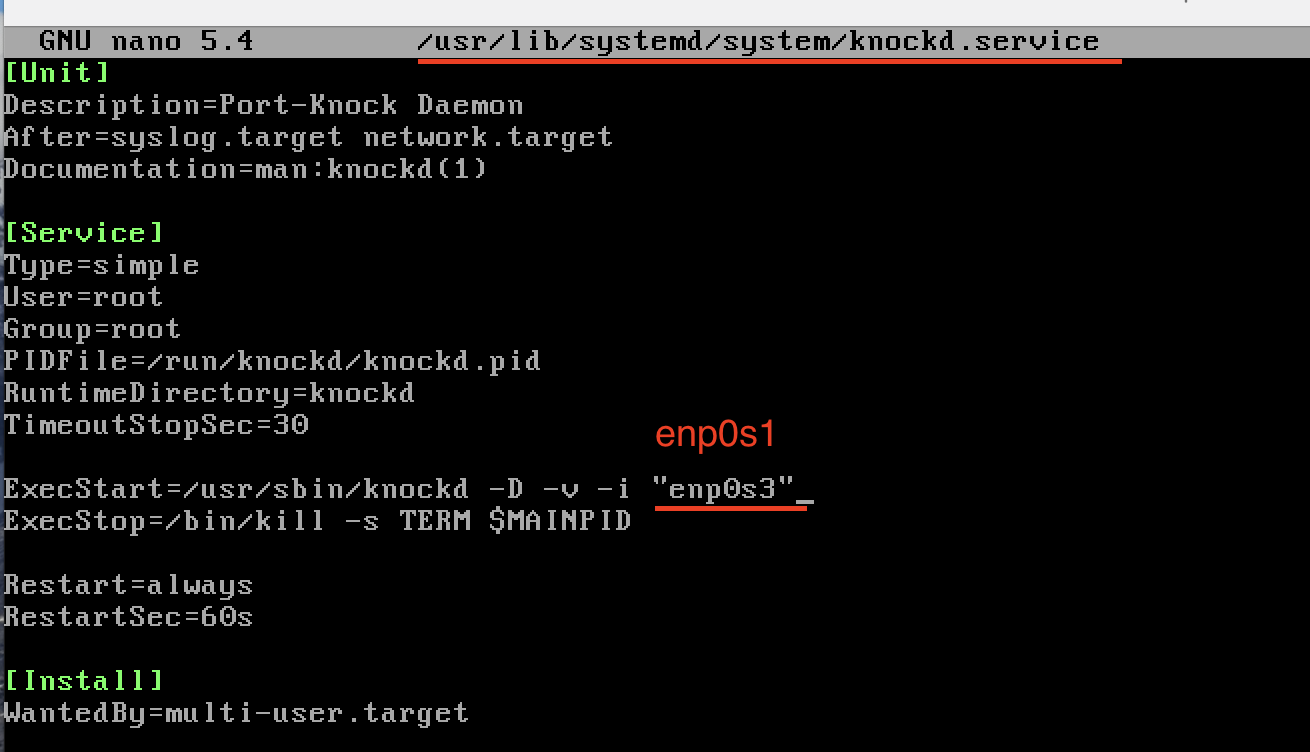 GNU nano 5.4 /usr/lib/systemd/system/knockd.service
[Unit]
Description=Port-Knock Daemon
After=syslog.target network.target
Documentation=man:knockd(1)
[Service]
Type=simple
User=root
Group=root
PIDFile=/run/knockd/knockd.pid
RuntimeDirectory=knockd
TimeoutStopSec=30
enp0s1
ExecStart=/usr/sbin/knockd -D -v -i "enp0s3"_
ExecStop=/bin/kill -s TERM $MAINPID
Restart=always
RestartSec=60s
[Install]
WantedBy=multi-user.target